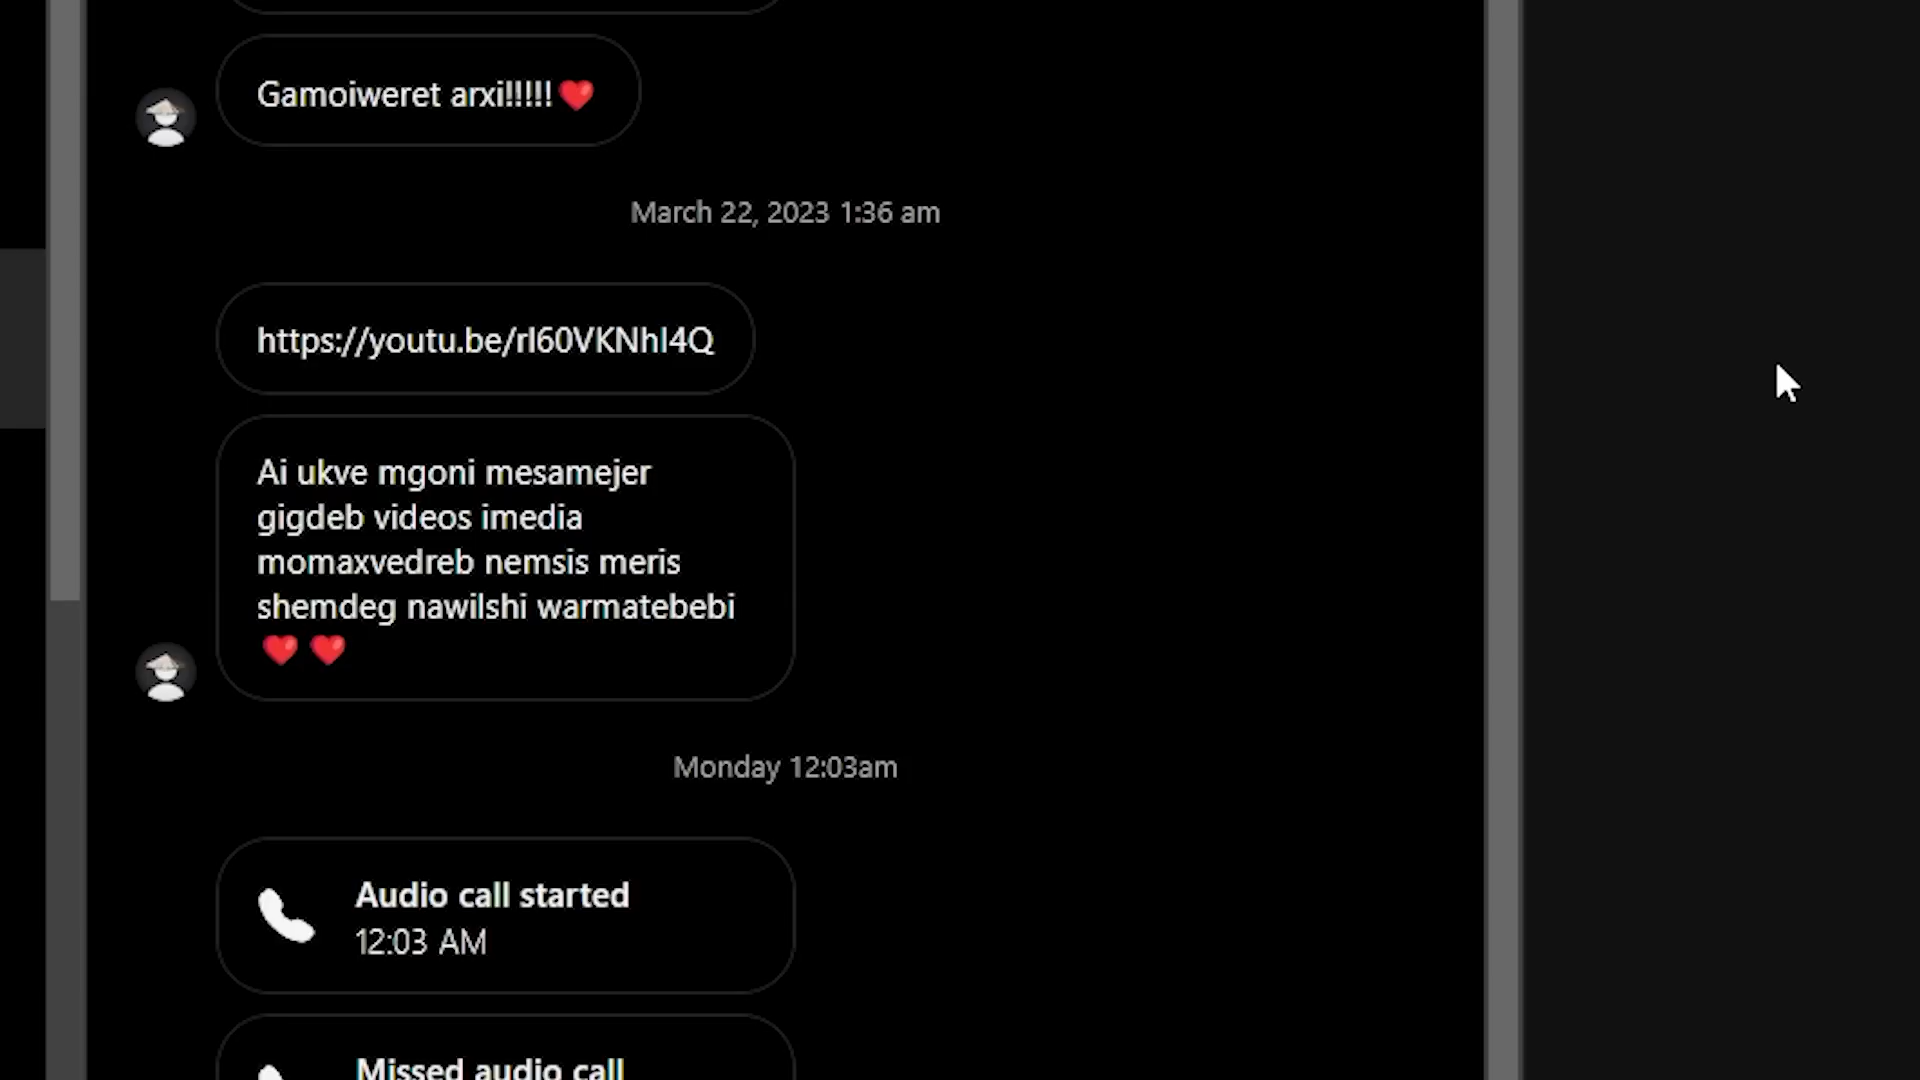 Gamoiweret arxi!!!!!❤️
March 22, 2023 1:36 am
https://youtu.be/rl60VKNhI4Q
Ai ukve mgoni mesamejer
gigdeb videos imedia
momaxvedreb nemsis meris
shemdeg nawilshi warmatebebi
❤️ ❤️
Monday 12:03am
Audio call started
12:03 AM
Missed audio call